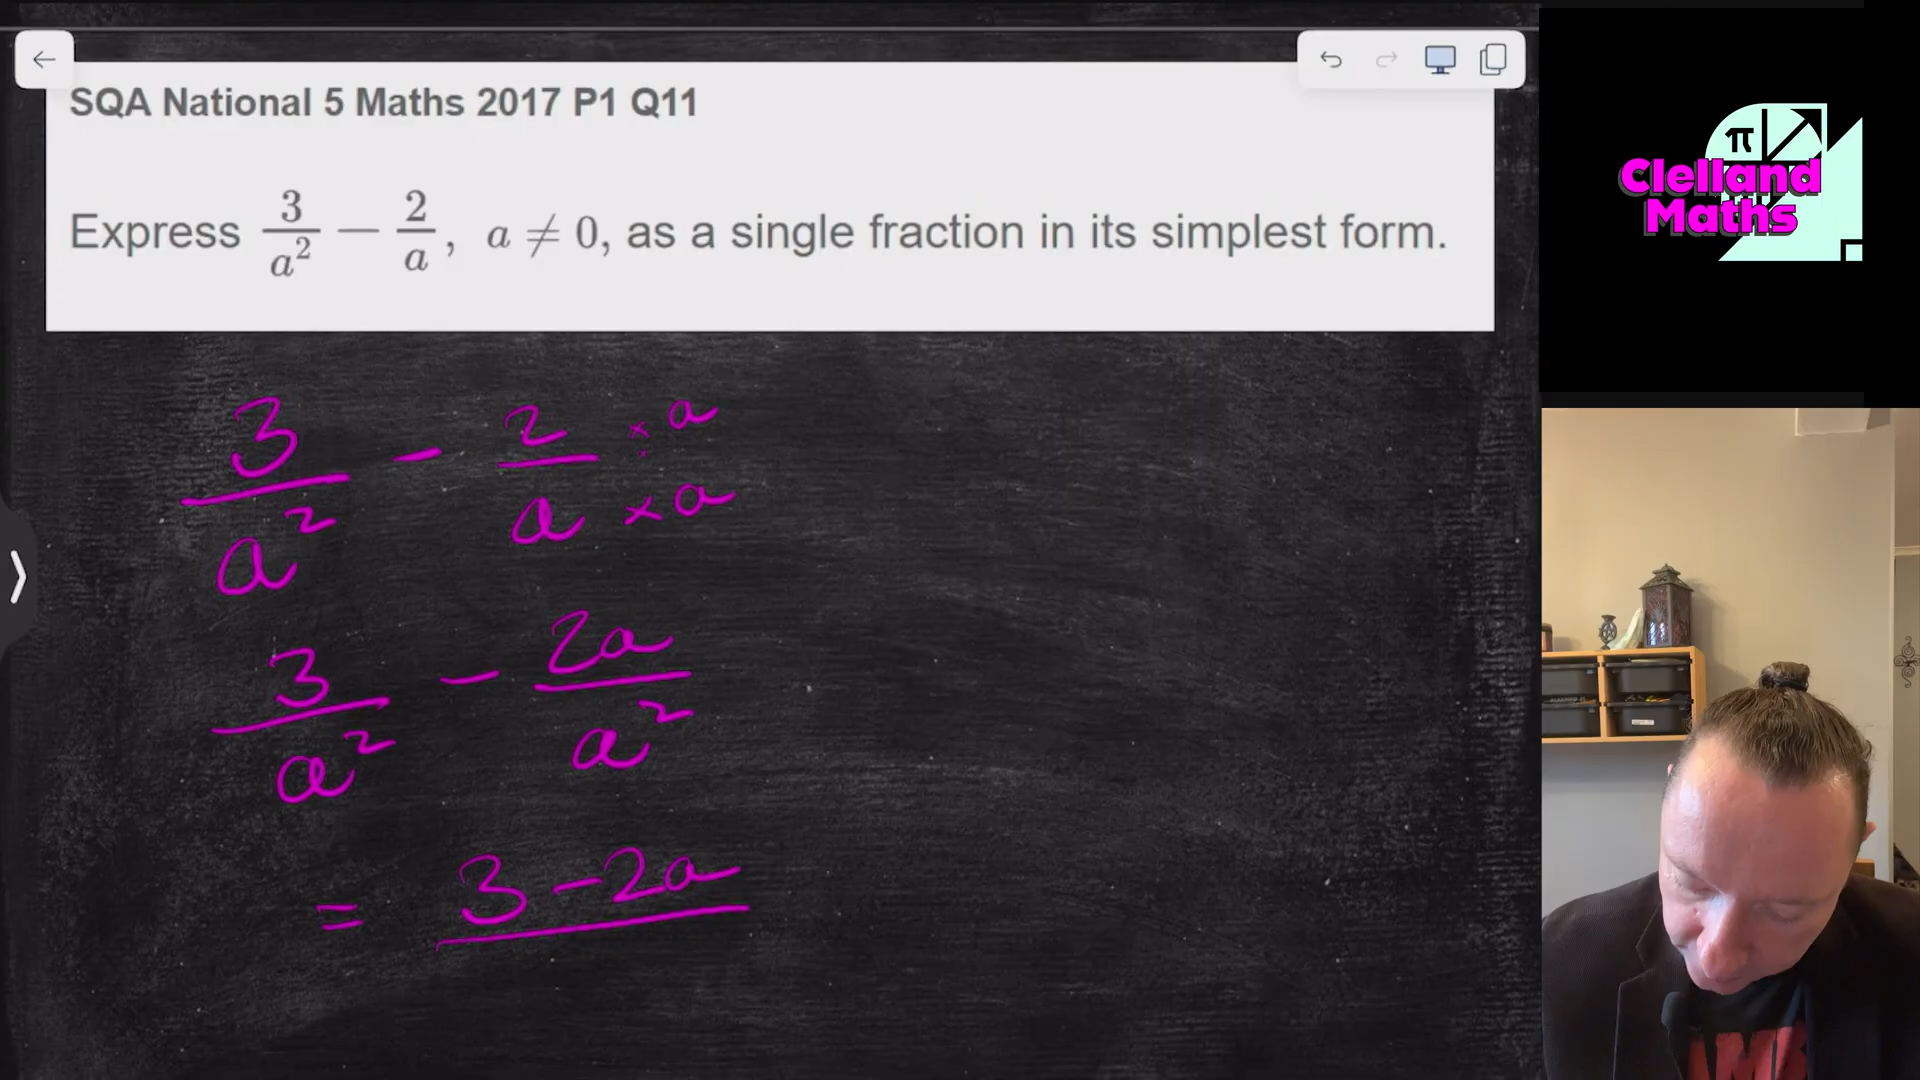 SQA National 5 Maths 2017 P1 Q11
Express 3/a² − 2/a, a ≠ 0, as a single fraction in its simplest form.
3/a² − 2/a × a × a
3/a² − 2a/a²
= 3 − 2a
π
Clelland
Maths